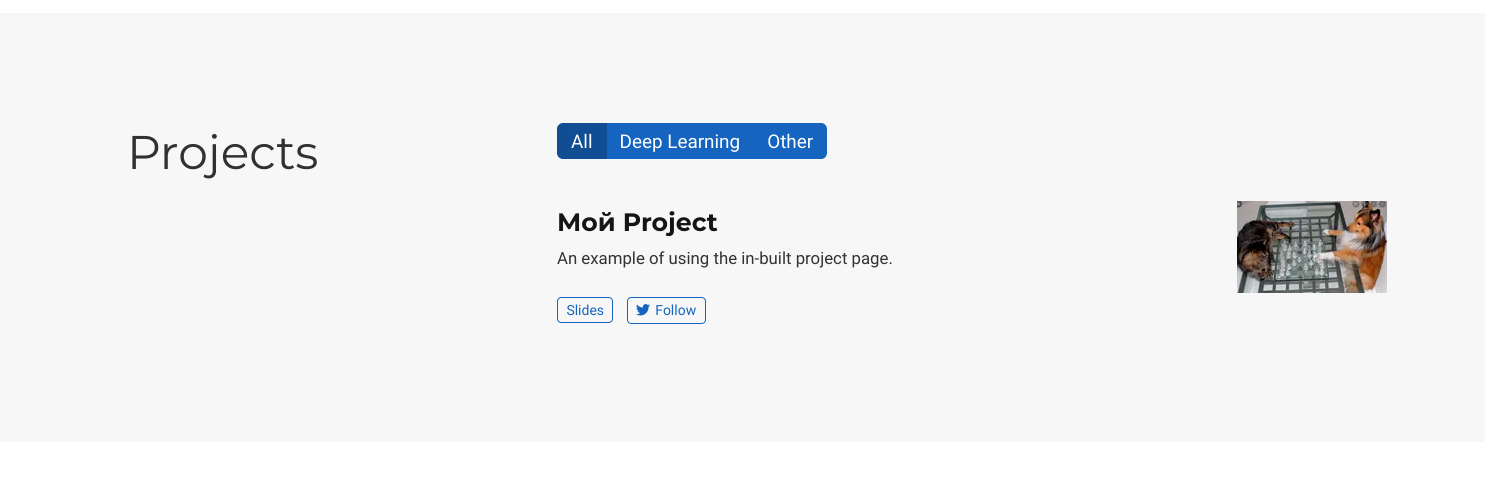 Projects
All Deep Learning Other
Мой Project
An example of using the in-built project page.
Slides Follow